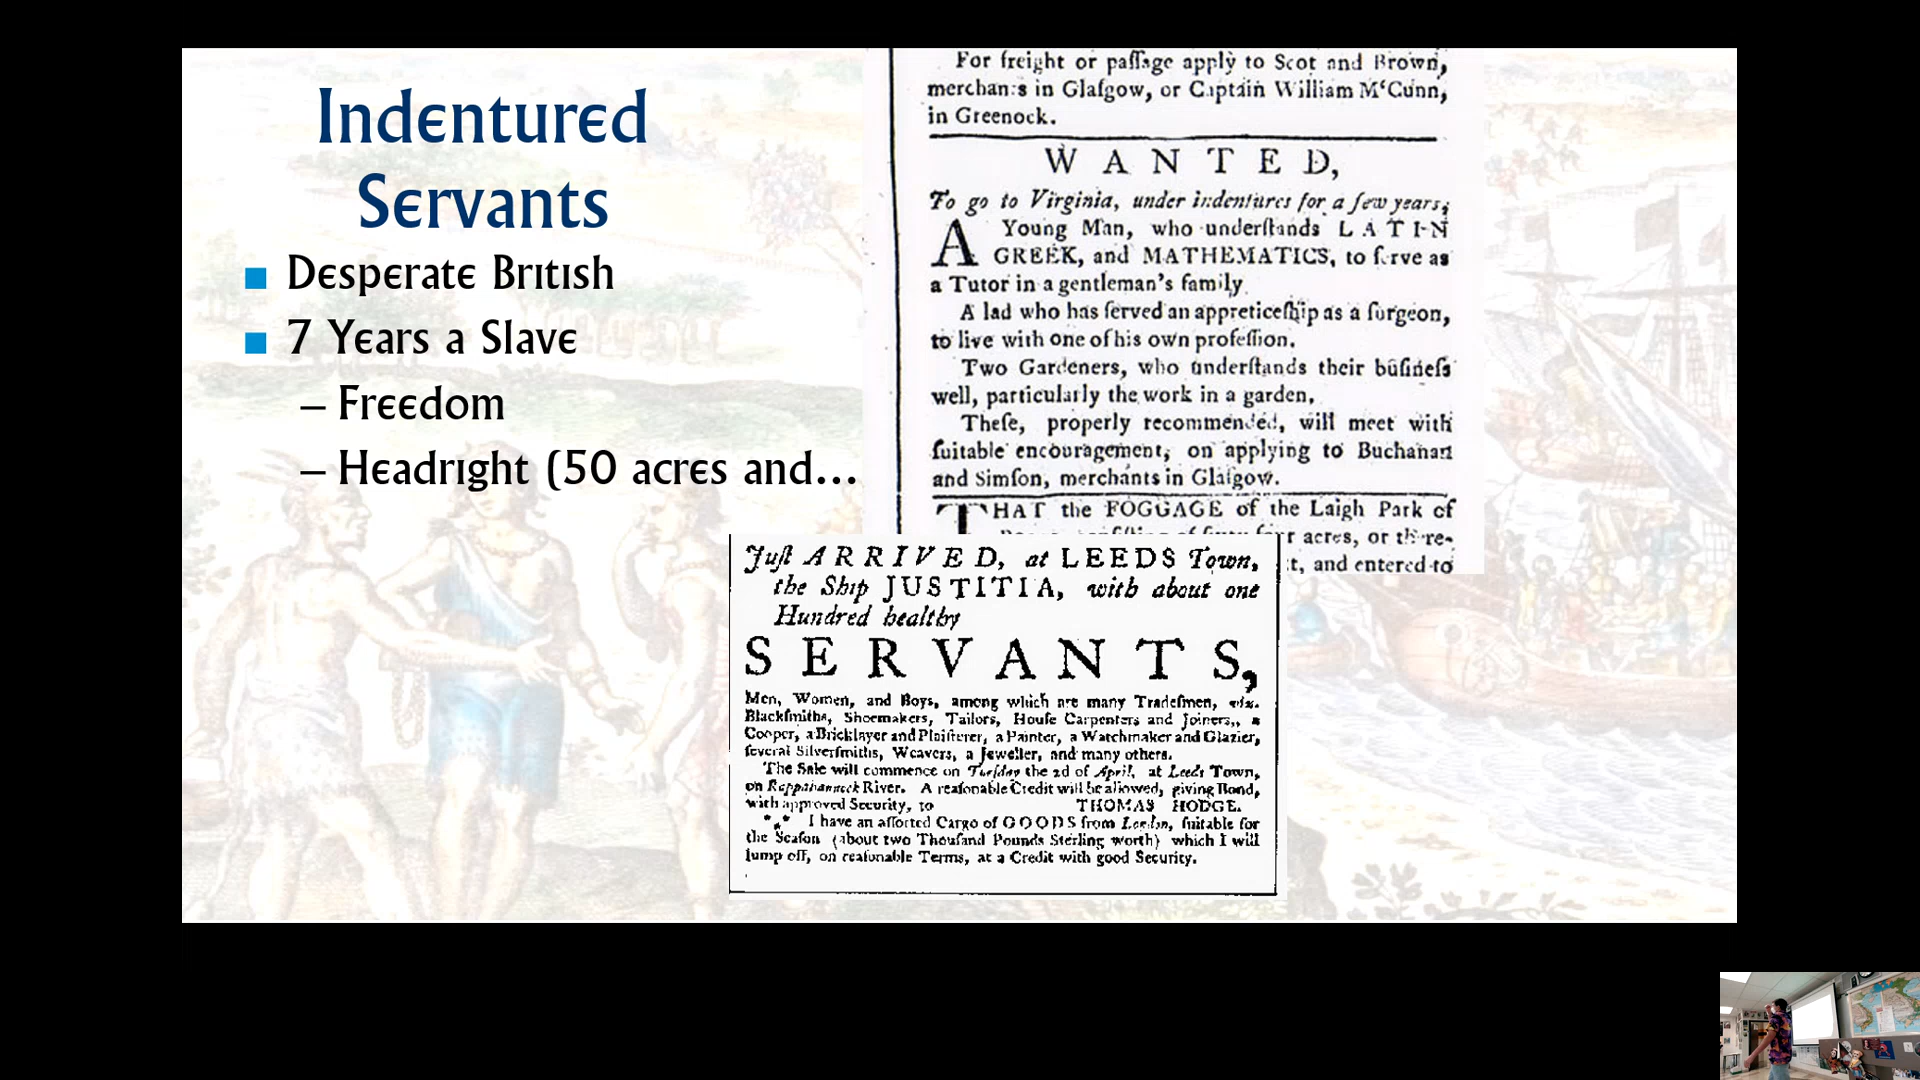 Indentured
Servants
Desperate British
7 Years a Slave
– Freedom
– Headright (50 acres and...
For freight or paſſage apply to Scot and Brown,
merchants in Glaſgow, or Captain William MᶜCunn,
in Greenock.
WANTED,
To go to Virginia, under indentures for a few years,
A Young Man, who underſtands LATIN
GREEK, and MATHEMATICS, to ſerve as
a Tutor in a gentleman's family
A lad who has ſerved an appreticeſhip as a ſurgeon,
to live with one of his own profeſſion.
Two Gardeners, who underſtands their buſineſs
well, particularly the work in a garden.
Theſe, properly recommended, will meet with
ſuitable encouragement, on applying to Buchanan
and Simſon, merchants in Glaſgow.
THAT the FOGGAGE of the Laigh Park of
acres, or there-
and entered to
Juſt ARRIVED, at LEEDS Town,
the Ship JUSTITIA, with about one
Hundred healthy
SERVANTS,
Men, Women, and Boys, among which are many Tradeſmen, viz.
Blackſmiths, Shoemakers, Tailors, Houſe Carpenters and Joiners, a
Cooper, a Bricklayer and Plaiſterer, a Painter, a Watchmaker and Glazier,
ſeveral Silverſmiths, Weavers, a Jeweller, and many others.
The Sale will commence on Tueſday the 2d of April, at Leeds Town,
on Rappahannock River. A reaſonable Credit will be allowed, giving Bond,
with approved Security, to THOMAS HODGE.
*⁎* I have an aſſorted Cargo of GOODS from London, ſuitable for
the Seaſon (about two Thouſand Pounds Sterling worth) which I will
lump off, on reaſonable Terms, at a Credit with good Security.